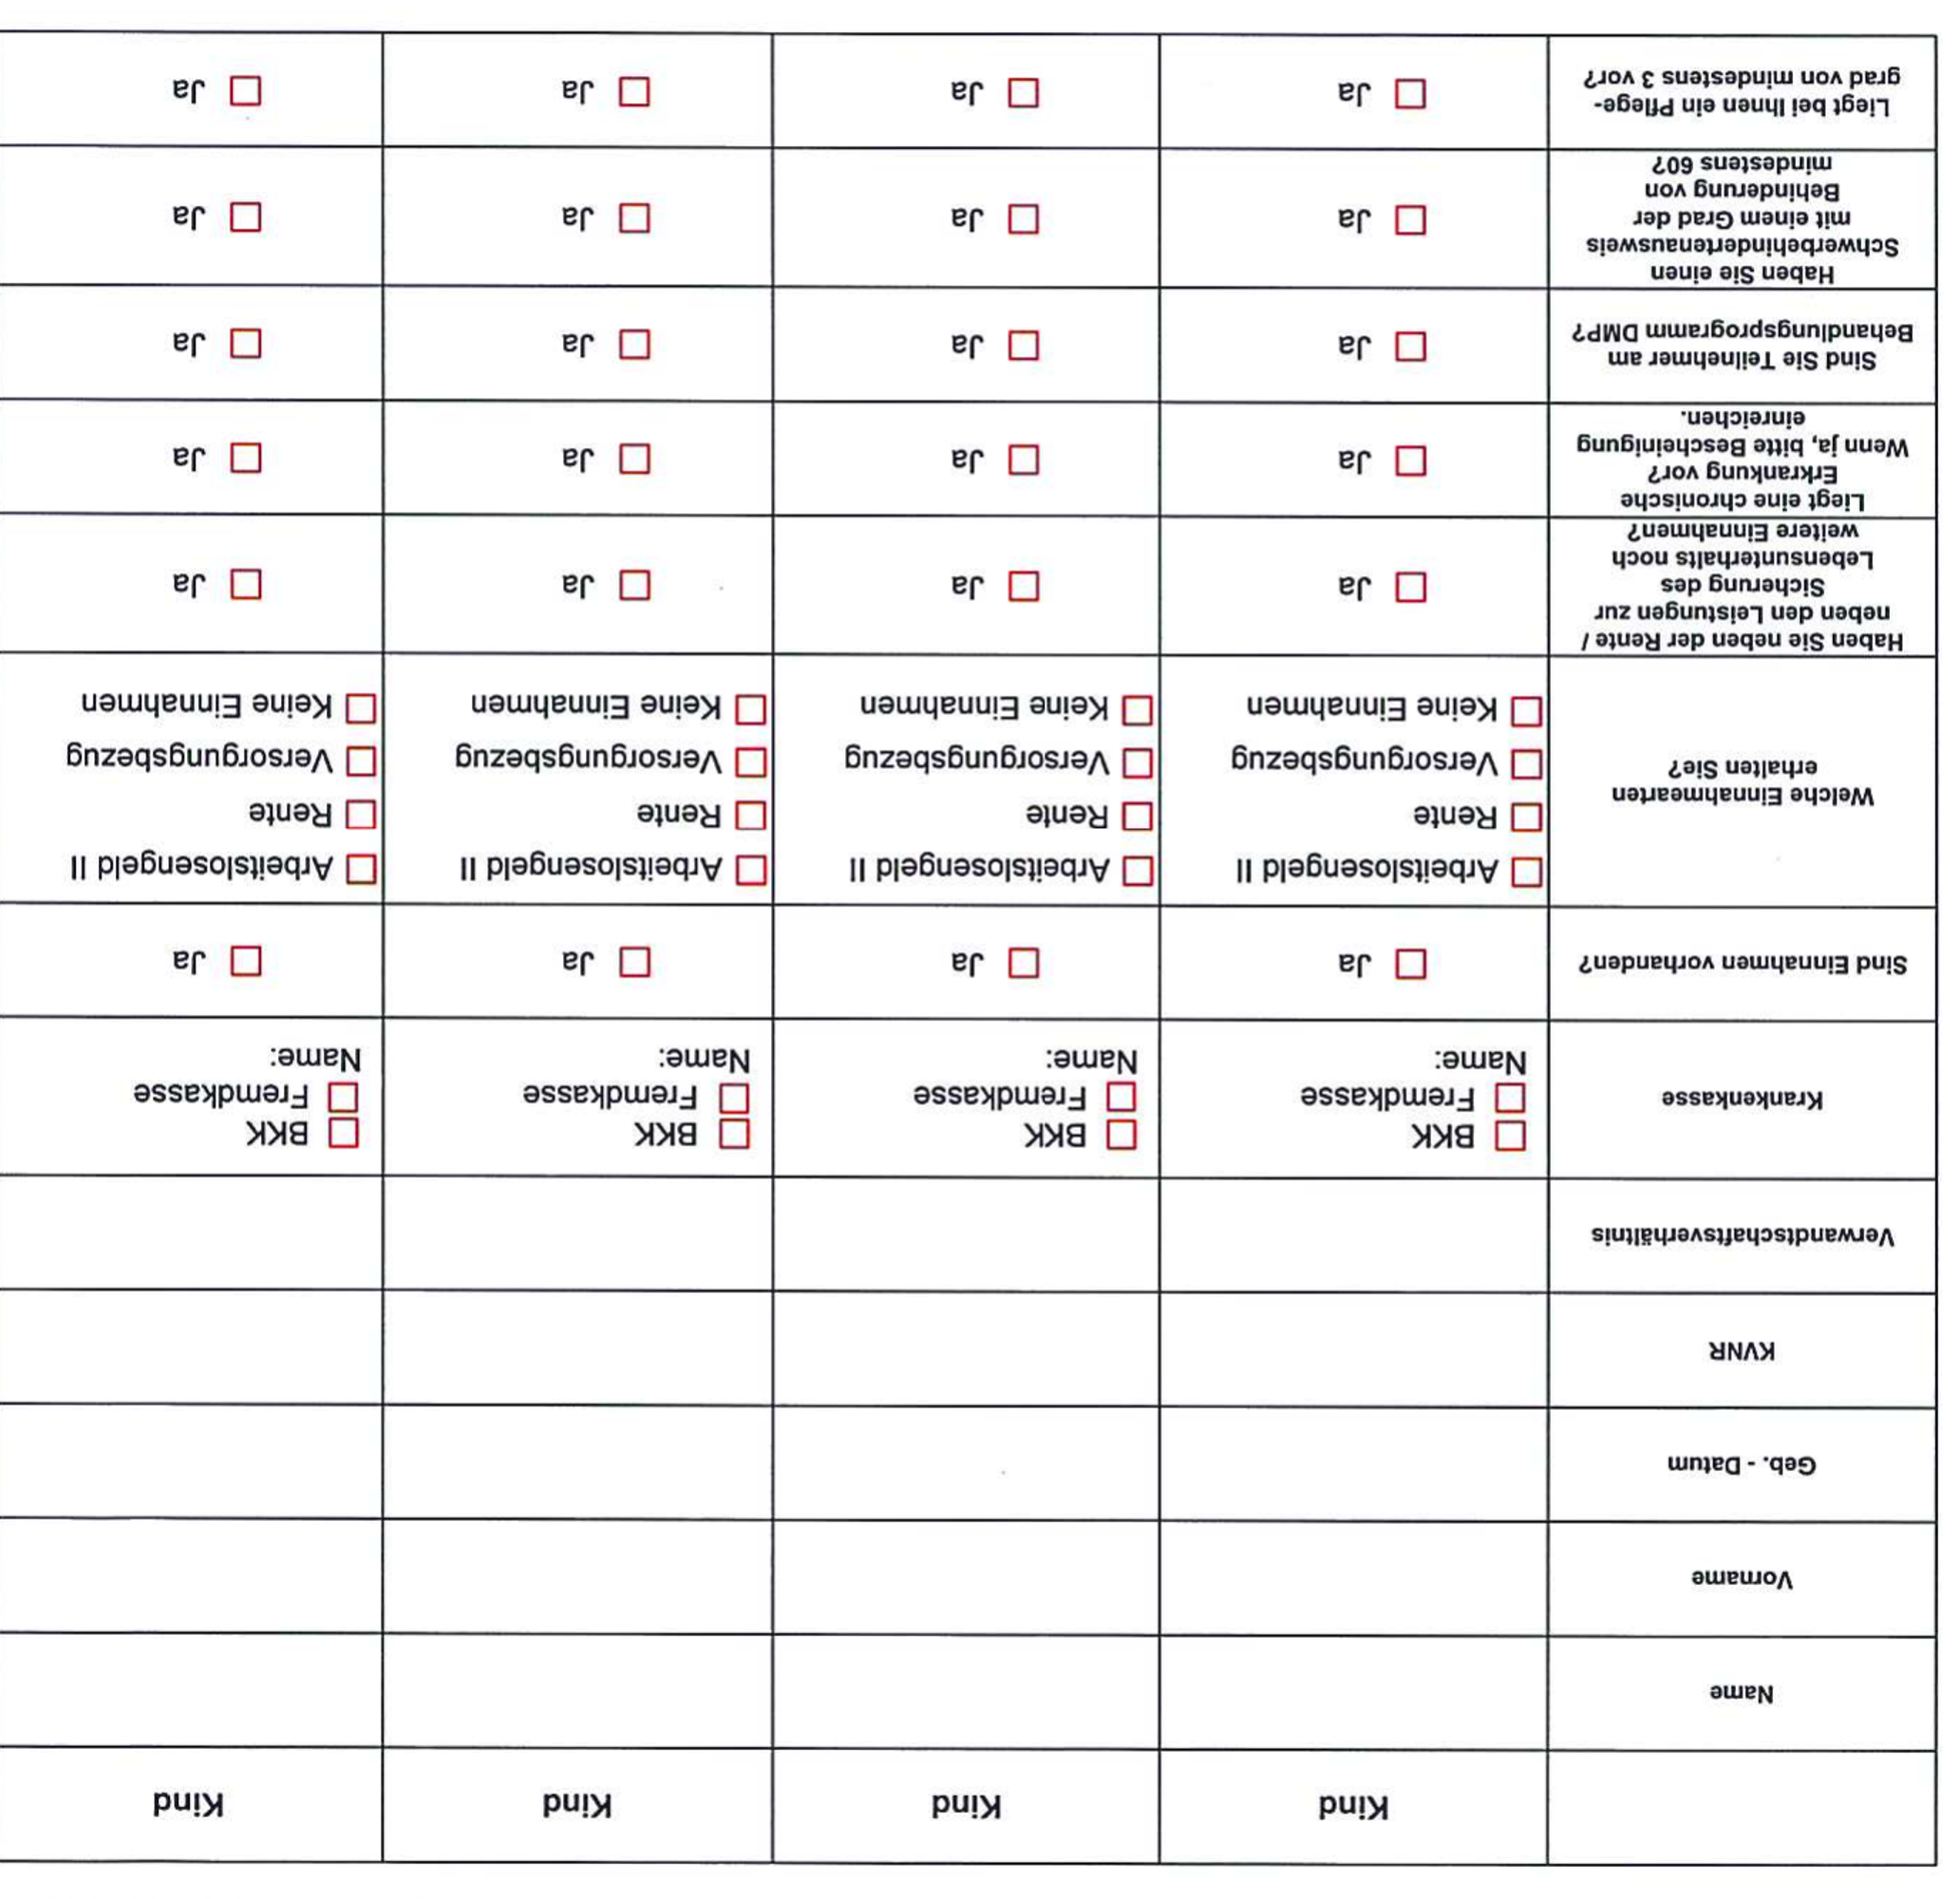 Kind Kind Kind Kind
Name
Vorname
Geb. - Datum
KVNR
Verwandtschaftsverhältnis
Krankenkasse
BKK BKK BKK BKK
Fremdkasse Fremdkasse Fremdkasse Fremdkasse
Name: Name: Name: Name:
Sind Einnahmen vorhanden?
Ja Ja Ja Ja
Welche Einnahmearten
erhalten Sie?
Arbeitslosengeld II Arbeitslosengeld II Arbeitslosengeld II Arbeitslosengeld II
Rente Rente Rente Rente
Versorgungsbezug Versorgungsbezug Versorgungsbezug Versorgungsbezug
Keine Einnahmen Keine Einnahmen Keine Einnahmen Keine Einnahmen
Haben Sie neben der Rente /
neben den Leistungen zur
Sicherung des
Lebensunterhalts noch
weitere Einnahmen?
Ja Ja Ja Ja
Liegt eine chronische
Erkrankung vor?
Wenn ja, bitte Bescheinigung
einreichen.
Ja Ja Ja Ja
Sind Sie Teilnehmer am
Behandlungsprogramm DMP?
Ja Ja Ja Ja
Haben Sie einen
Schwerbehindertenausweis
mit einem Grad der
Behinderung von
mindestens 60?
Ja Ja Ja Ja
Liegt bei Ihnen ein Pflege-
grad von mindestens 3 vor?
Ja Ja Ja Ja